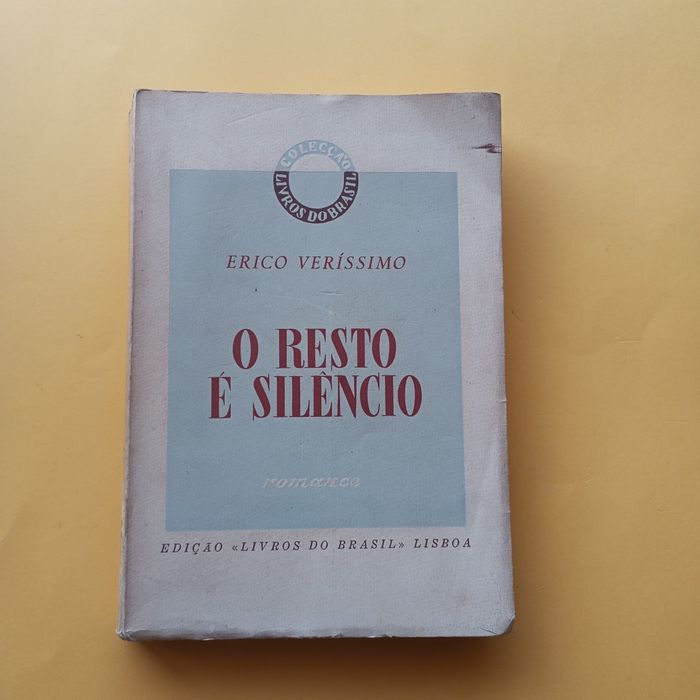 COLECÇÃO
LIVROS DO BRASIL
ERICO VERÍSSIMO
O RESTO
É SILÊNCIO
romance
EDIÇÃO «LIVROS DO BRASIL» LISBOA